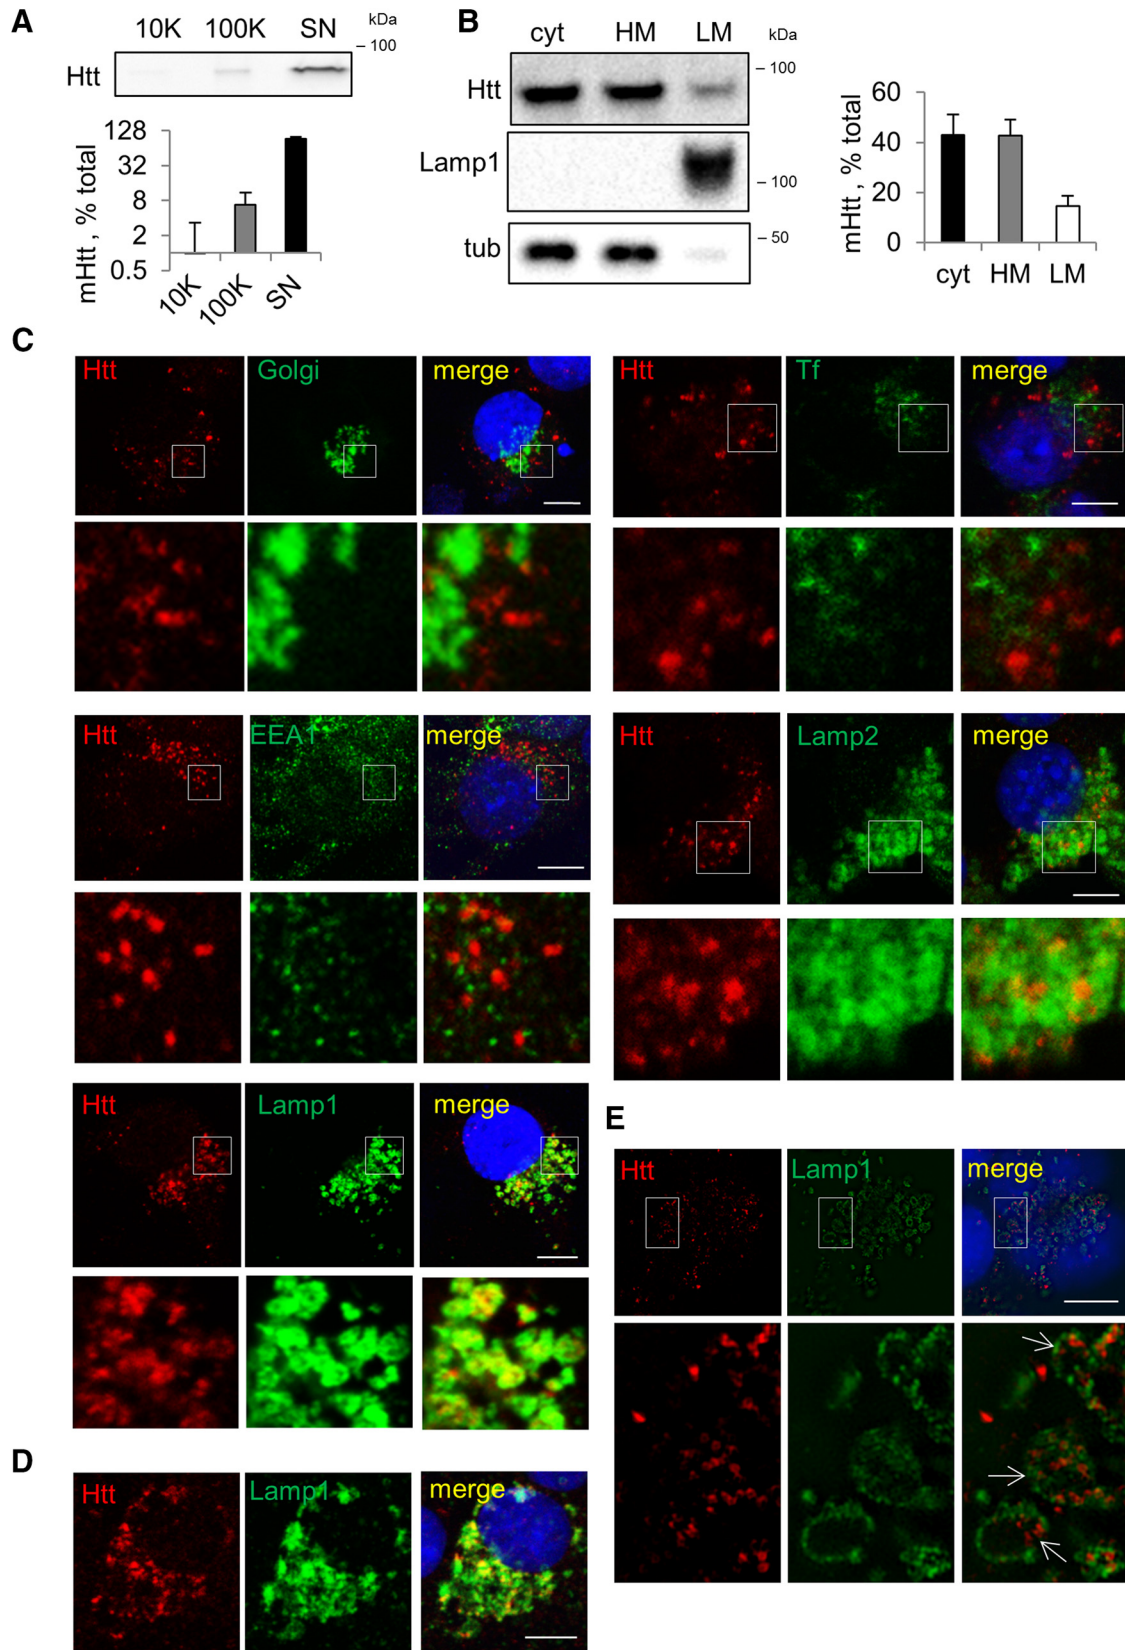 A
10K 100K SN kDa
– 100
Htt
128
32
8
2
0.5
mHtt , % total
10K 100K SN
B
cyt HM LM kDa
– 100
Htt
Lamp1
– 100
– 50
tub
60
40
20
0
mHtt , % total
cyt HM LM
C
Htt Golgi merge
Htt Tf merge
Htt EEA1 merge
Htt Lamp2 merge
Htt Lamp1 merge
D
Htt Lamp1 merge
E
Htt Lamp1 merge